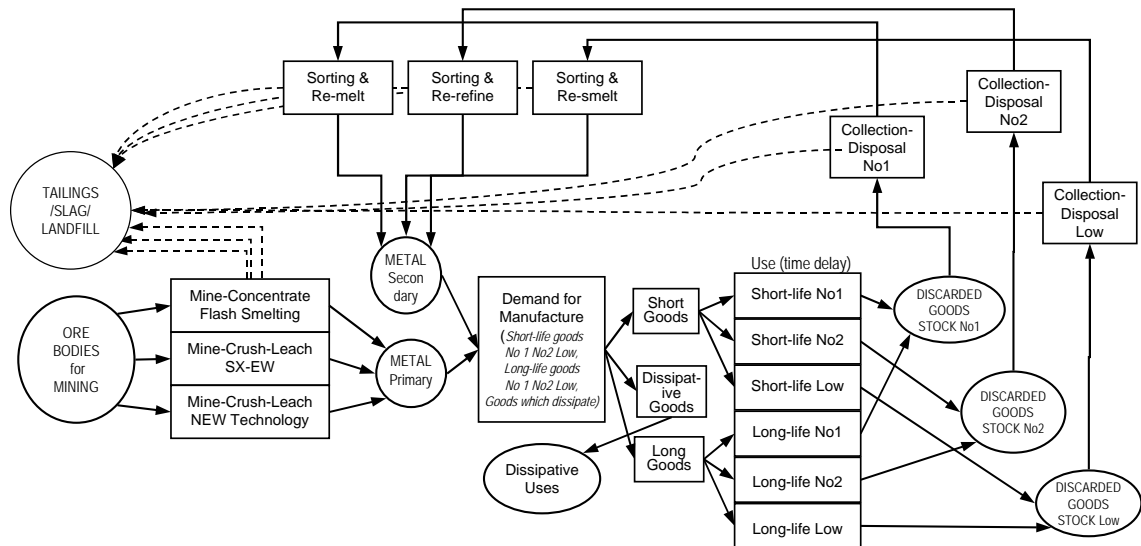 Sorting &
Re-melt
Sorting &
Re-refine
Sorting &
Re-smelt
Collection-
Disposal
No2
Collection-
Disposal
No1
Collection-
Disposal
Low
TAILINGS
/SLAG/
LANDFILL
METAL
Secon
dary
ORE
BODIES
for
MINING
Mine-Concentrate
Flash Smelting
Mine-Crush-Leach
SX-EW
Mine-Crush-Leach
NEW Technology
METAL
Primary
Demand for
Manufacture
(Short-life goods
No 1 No2 Low,
Long-life goods
No 1 No2 Low,
Goods which dissipate)
Short
Goods
Dissipat-
ive Goods
Long
Goods
Dissipative
Uses
Use (time delay)
Short-life No1
Short-life No2
Short-life Low
Long-life No1
Long-life No2
Long-life Low
DISCARDED
GOODS
STOCK No1
DISCARDED
GOODS
STOCK No2
DISCARDED
GOODS
STOCK Low